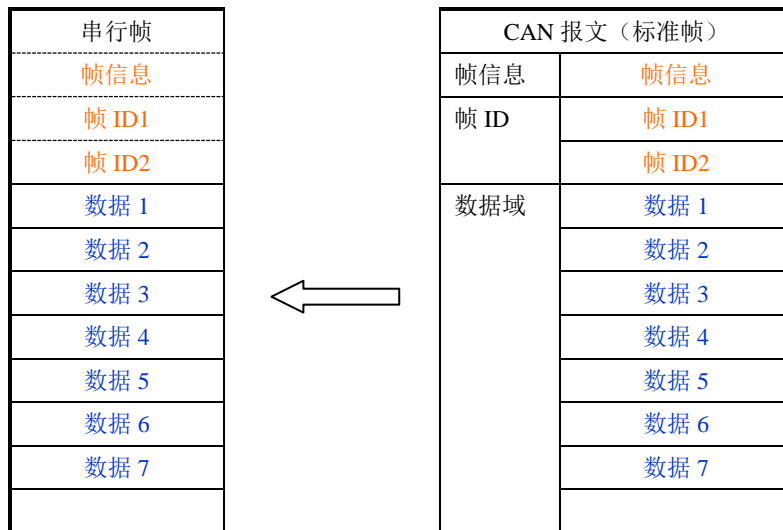 串行帧
帧信息
帧 ID1
帧 ID2
数据 1
数据 2
数据 3
数据 4
数据 5
数据 6
数据 7
CAN 报文（标准帧）
帧信息 帧信息
帧 ID 帧 ID1
帧 ID2
数据域 数据 1
数据 2
数据 3
数据 4
数据 5
数据 6
数据 7